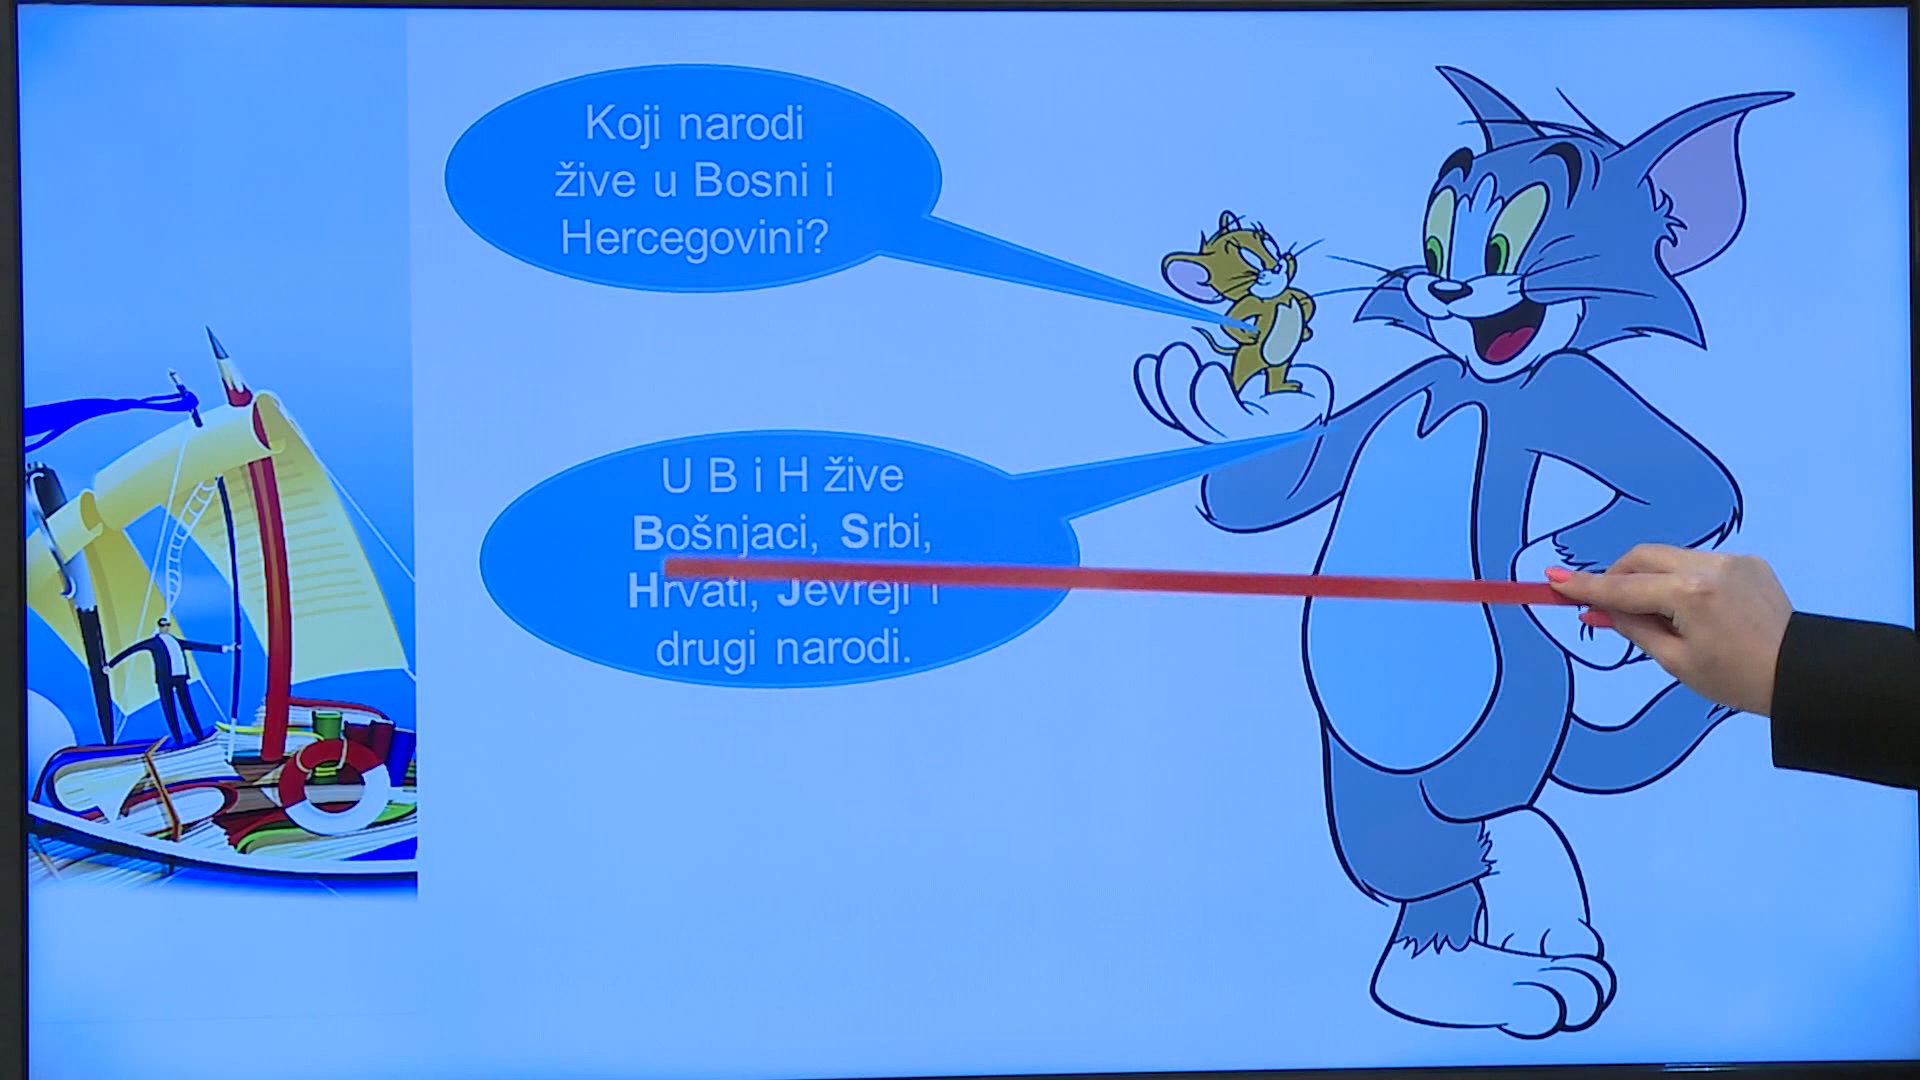 Koji narodi
žive u Bosni i
Hercegovini?
U B i H žive
Bošnjaci, Srbi,
Hrvati, Jevreji i
drugi narodi.